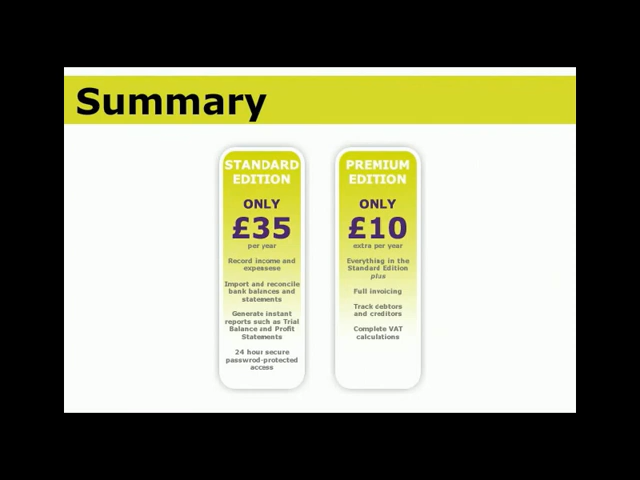 Summary
STANDARD
EDITION
ONLY
£35
per year
Record income and
expensese
Import and reconcile
bank balances and
statements
Generate instant
reports such as Trial
Balance and Profit
Statements
24 hour secure
passwrod-protected
access
PREMIUM
EDITION
ONLY
£10
extra per year
Everything in the
Standard Edition
plus
Full invoicing
Track debtors
and creditors
Complete VAT
calculations